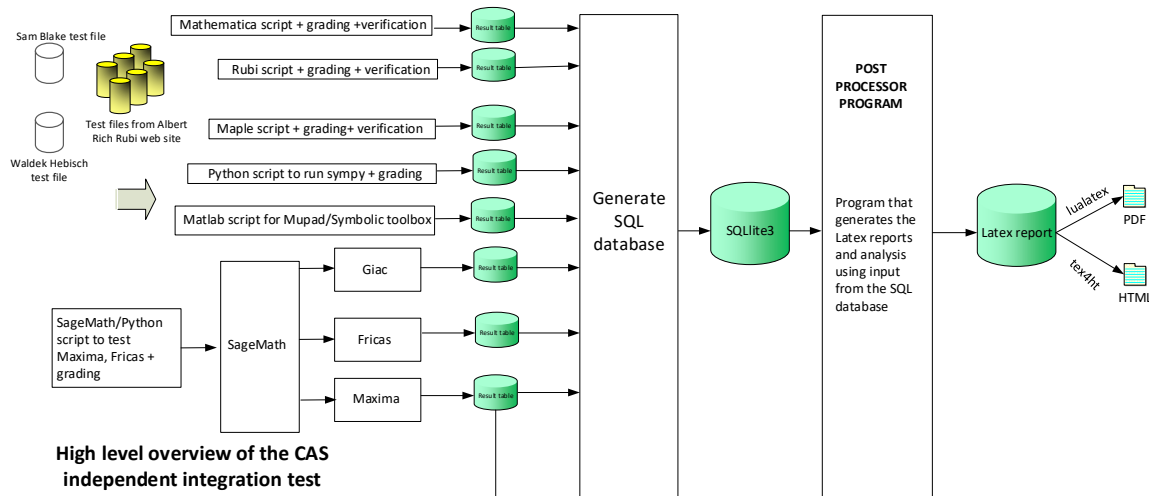 Sam Blake test file
Test files from Albert
Rich Rubi web site
Waldek Hebisch
test file
Mathematica script + grading +verification
Result table
Rubi script + grading + verification
Result table
Maple script + grading+ verification
Result table
Python script to run sympy + grading
Result table
Matlab script for Mupad/Symbolic toolbox
Result table
SageMath/Python
script to test
Maxima, Fricas +
grading
SageMath
Giac
Result table
Fricas
Result table
Maxima
Result table
Generate
SQL
database
SQLlite3
POST
PROCESSOR
PROGRAM
Program that
generates the
Latex reports
and analysis
using input
from the SQL
database
Latex report
lualatex
PDF
tex4ht
HTML
High level overview of the CAS
independent integration test